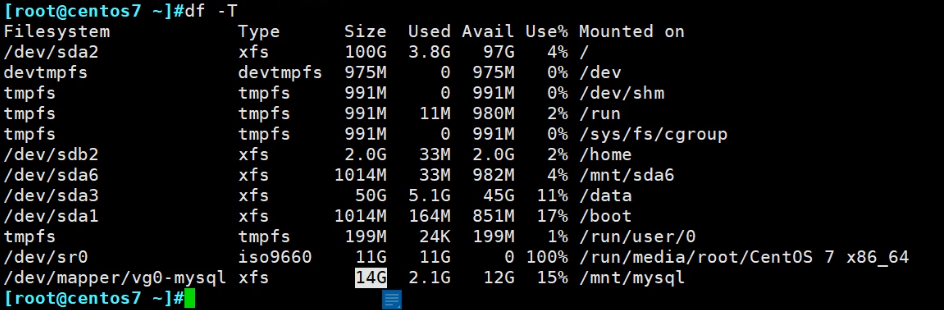 [root@centos7 ~]#df -T
Filesystem Type Size Used Avail Use% Mounted on
/dev/sda2 xfs 100G 3.8G 97G 4% /
devtmpfs devtmpfs 975M 0 975M 0% /dev
tmpfs tmpfs 991M 0 991M 0% /dev/shm
tmpfs tmpfs 991M 11M 980M 2% /run
tmpfs tmpfs 991M 0 991M 0% /sys/fs/cgroup
/dev/sdb2 xfs 2.0G 33M 2.0G 2% /home
/dev/sda6 xfs 1014M 33M 982M 4% /mnt/sda6
/dev/sda3 xfs 50G 5.1G 45G 11% /data
/dev/sda1 xfs 1014M 164M 851M 17% /boot
tmpfs tmpfs 199M 24K 199M 1% /run/user/0
/dev/sr0 iso9660 11G 11G 0 100% /run/media/root/CentOS 7 x86_64
/dev/mapper/vg0-mysql xfs 14G 2.1G 12G 15% /mnt/mysql
[root@centos7 ~]#